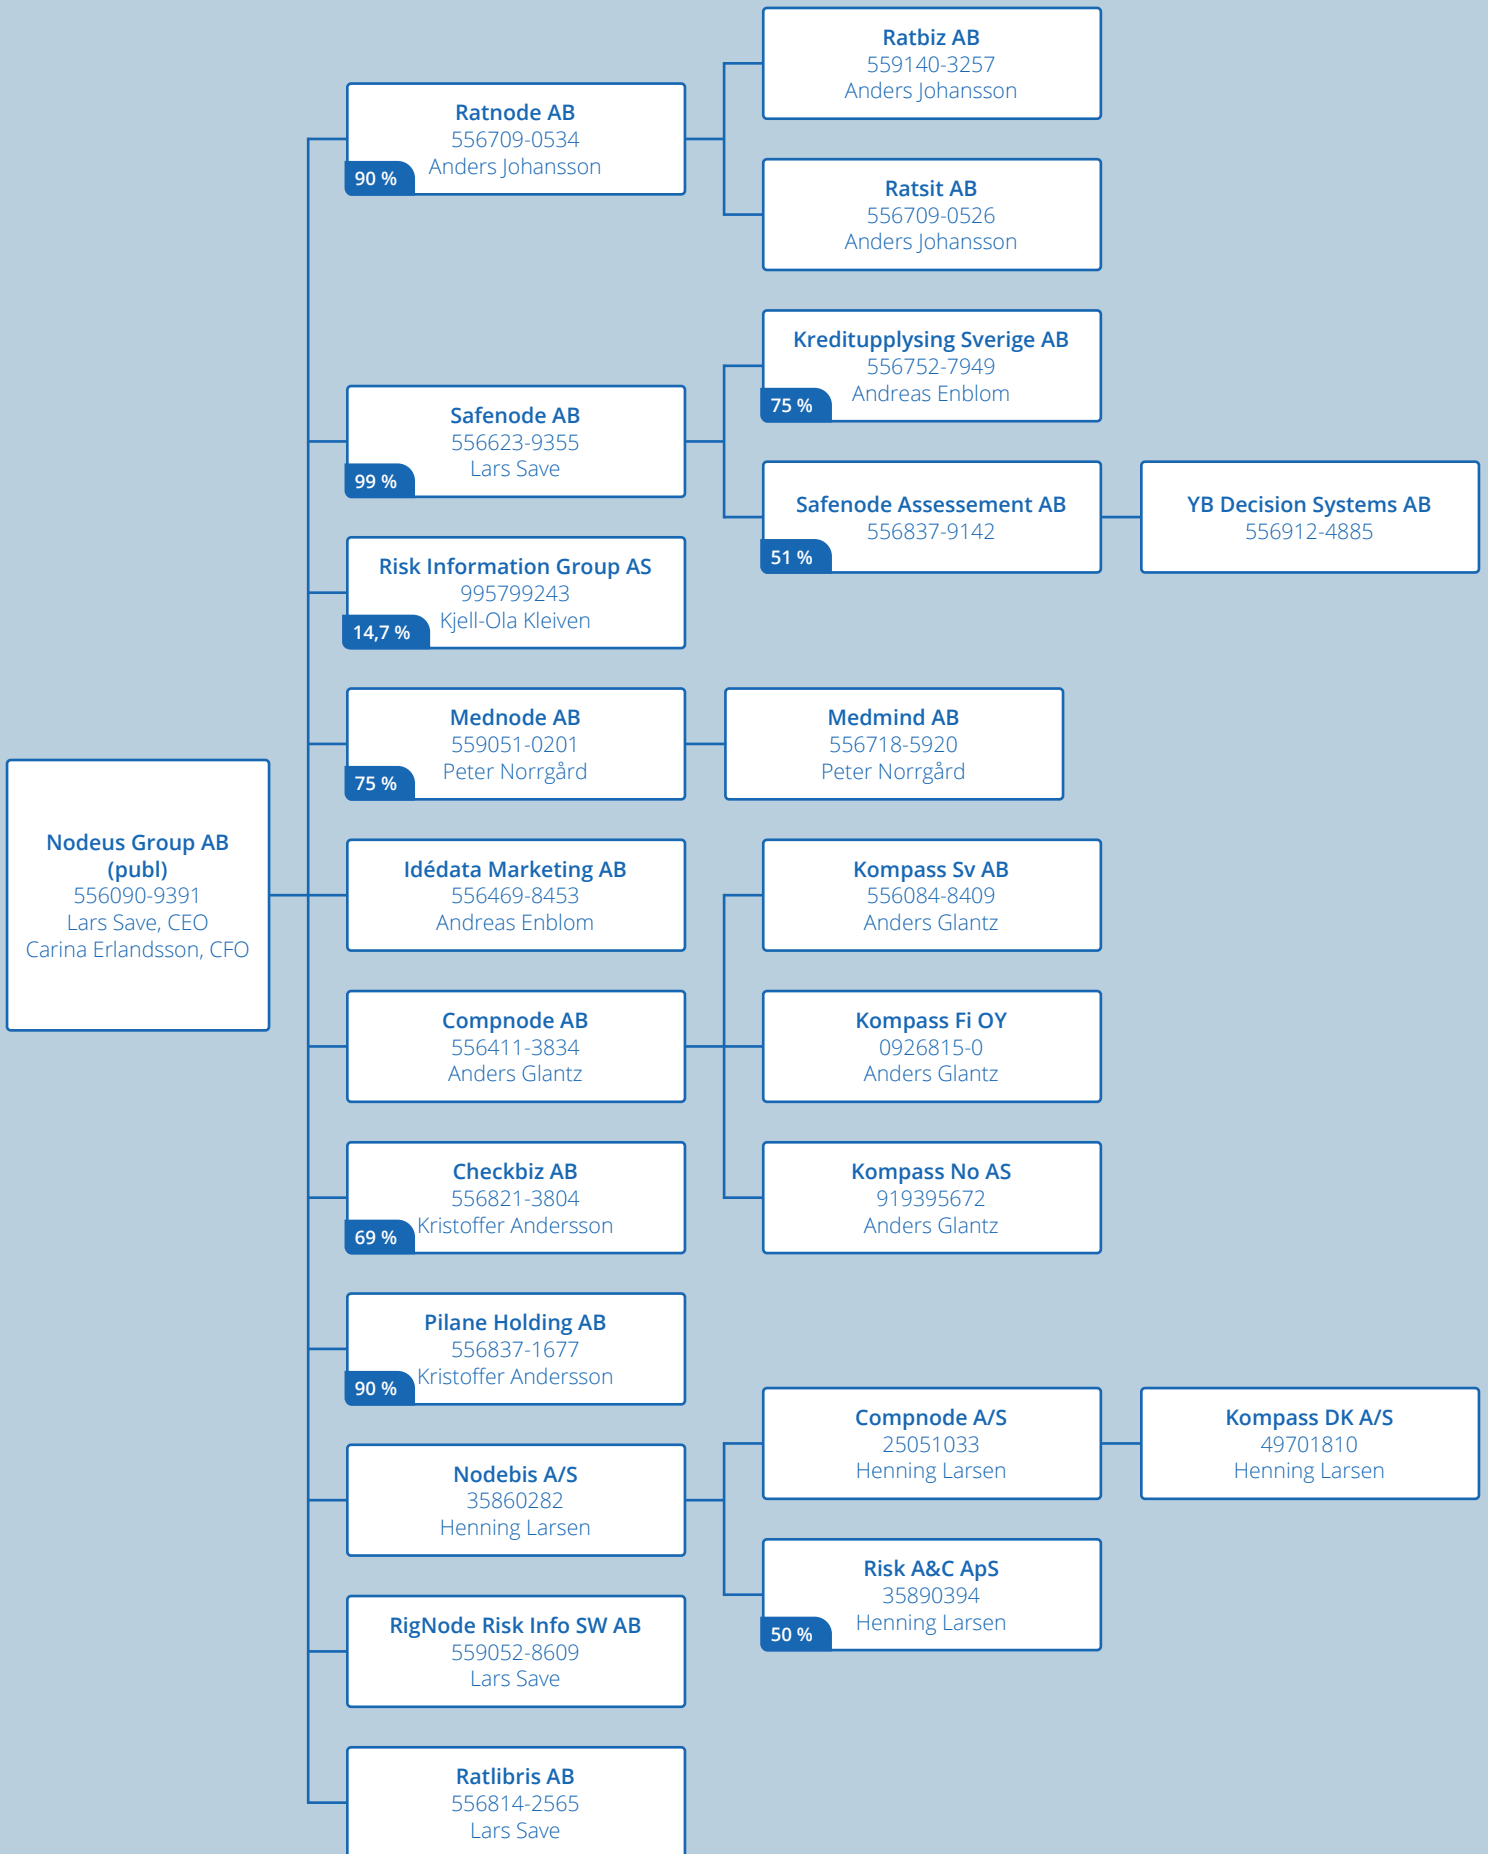 Nodeus Group AB
(publ)
556090-9391
Lars Save, CEO
Carina Erlandsson, CFO
Ratnode AB
556709-0534
Anders Johansson
90 %
Ratbiz AB
559140-3257
Anders Johansson
Ratsit AB
556709-0526
Anders Johansson
Safenode AB
556623-9355
Lars Save
99 %
Kreditupplysing Sverige AB
556752-7949
Andreas Enblom
75 %
Safenode Assessement AB
556837-9142
51 %
YB Decision Systems AB
556912-4885
Risk Information Group AS
995799243
Kjell-Ola Kleiven
14,7 %
Mednode AB
559051-0201
Peter Norrgård
75 %
Medmind AB
556718-5920
Peter Norrgård
Idédata Marketing AB
556469-8453
Andreas Enblom
Compnode AB
556411-3834
Anders Glantz
Kompass Sv AB
556084-8409
Anders Glantz
Kompass Fi OY
0926815-0
Anders Glantz
Kompass No AS
919395672
Anders Glantz
Checkbiz AB
556821-3804
Kristoffer Andersson
69 %
Pilane Holding AB
556837-1677
Kristoffer Andersson
90 %
Nodebis A/S
35860282
Henning Larsen
Compnode A/S
25051033
Henning Larsen
Kompass DK A/S
49701810
Henning Larsen
Risk A&C ApS
35890394
Henning Larsen
50 %
RigNode Risk Info SW AB
559052-8609
Lars Save
Ratlibris AB
556814-2565
Lars Save